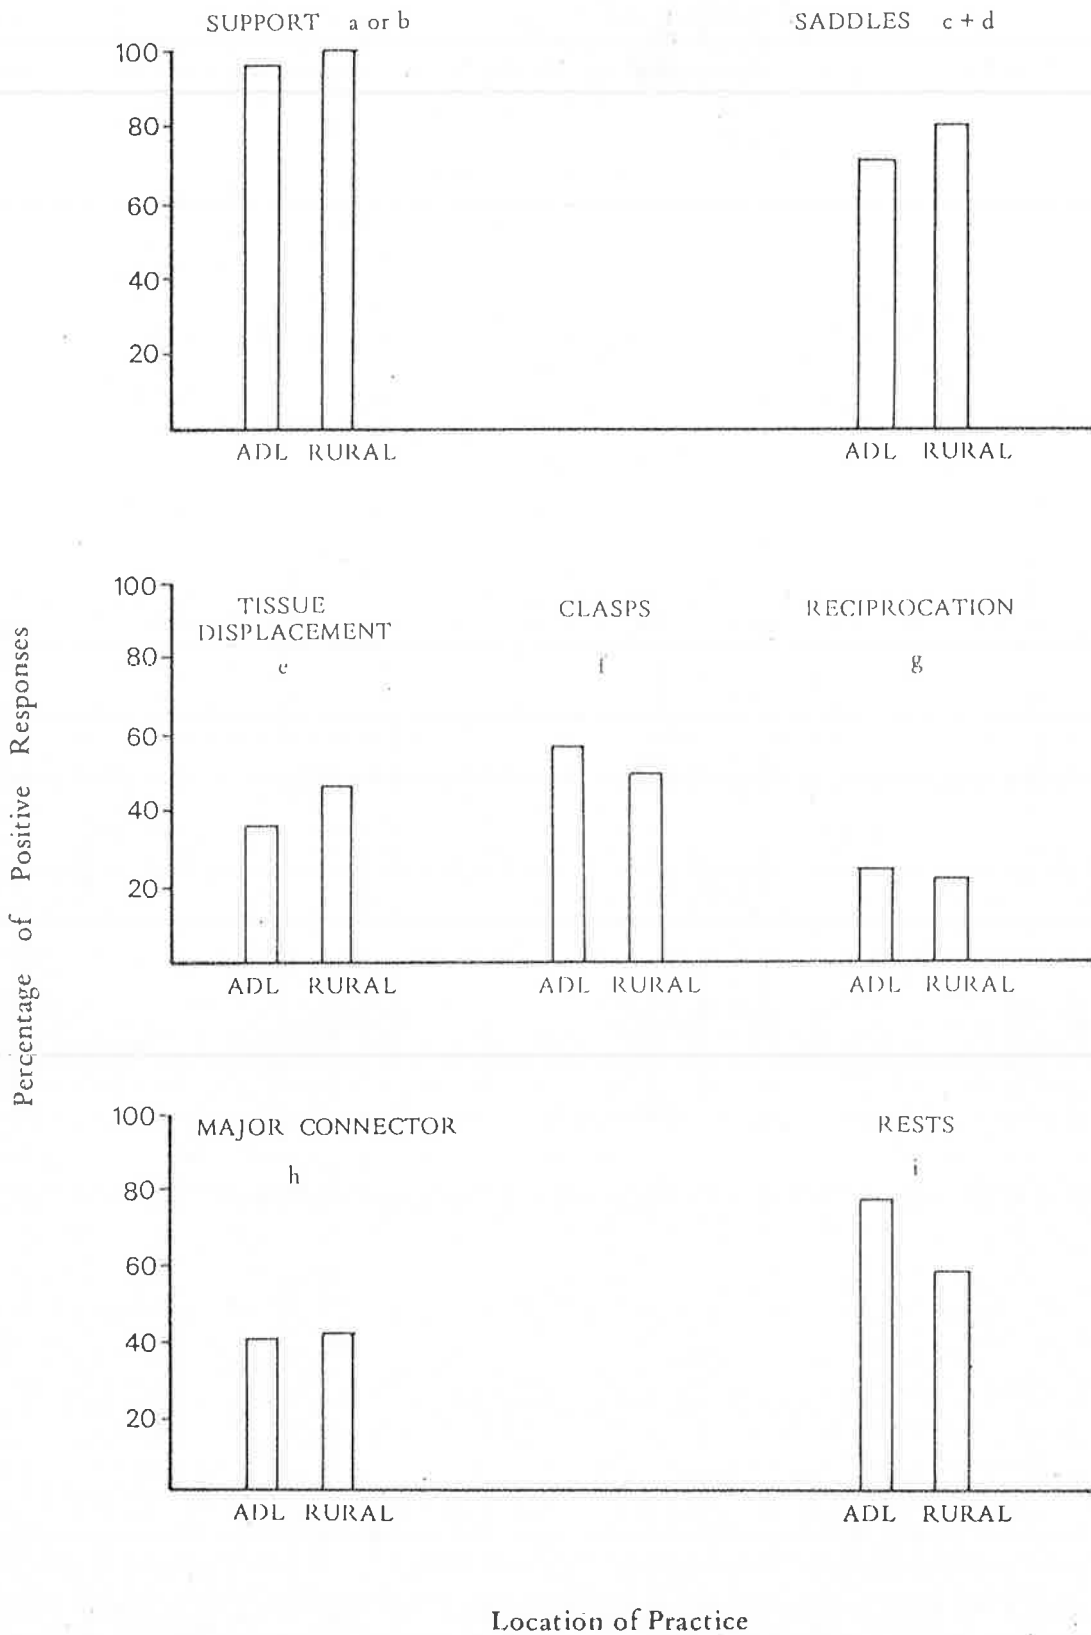 SUPPORT a or b
SADDLES c + d
100
80
60
40
20
ADL RURAL
ADL RURAL
Percentage of Positive Responses
100
80
60
40
20
TISSUE
DISPLACEMENT
e
CLASPS
f
RECIPROCATION
g
ADL RURAL
ADL RURAL
ADL RURAL
100
80
60
40
20
MAJOR CONNECTOR
h
RESTS
i
ADL RURAL
ADL RURAL
Location of Practice